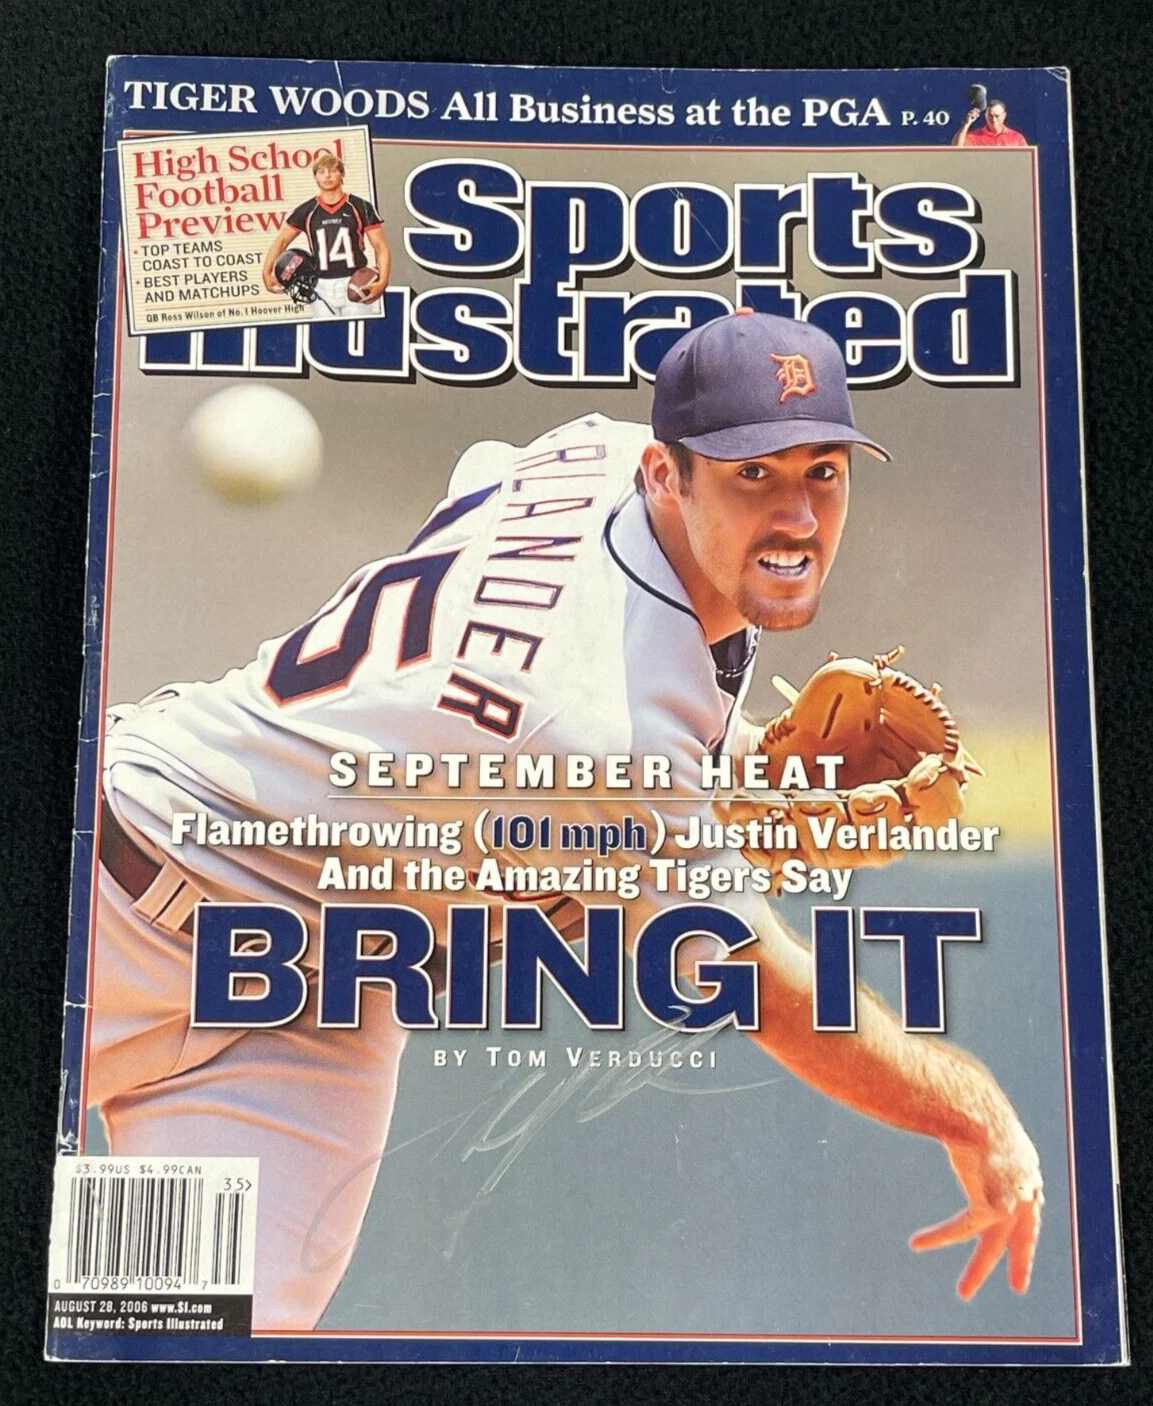 TIGER WOODS All Business at the PGA P. 40
High School
Football
Preview
• TOP TEAMS
COAST TO COAST
• BEST PLAYERS
AND MATCHUPS
QB Ross Wilson of No. 1 Hoover High
HOOVER
14
Sports
Illustrated
D
RLANDER
5
SEPTEMBER HEAT
Flamethrowing (101 mph) Justin Verlander
And the Amazing Tigers Say
BRING IT
BY TOM VERDUCCI
$3.99US $4.99CAN
35>
0 70989 10094 7
AUGUST 28, 2006 www.SI.com
AOL Keyword: Sports Illustrated